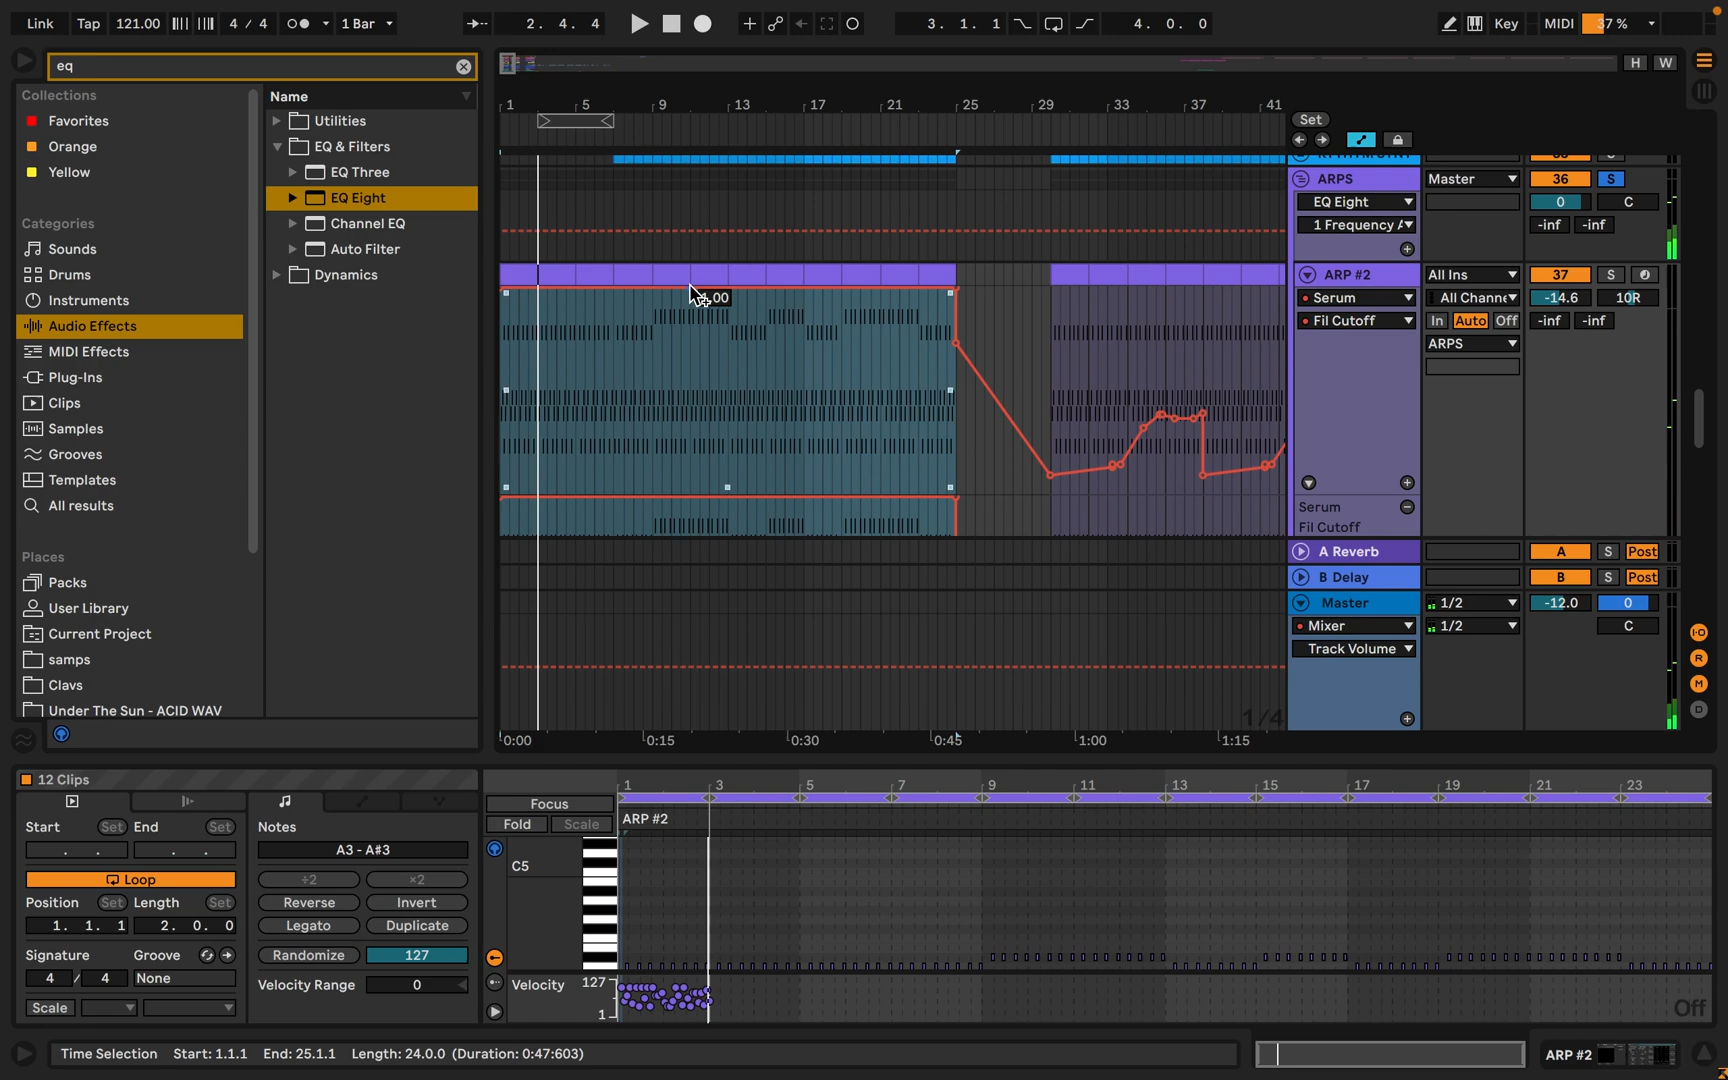 Link Tap 121.00 4 / 4 1 Bar 2. 4. 4 3. 1. 1 4. 0. 0 Key MIDI 37 %
eq
Collections
Favorites
Orange
Yellow
Categories
Sounds
Drums
Instruments
Audio Effects
MIDI Effects
Plug-Ins
Clips
Samples
Grooves
Templates
All results
Places
Packs
User Library
Current Project
samps
Clavs
Under The Sun - ACID WAV
Name
Utilities
EQ & Filters
EQ Three
EQ Eight
Channel EQ
Auto Filter
Dynamics
H W
1 5 9 13 17 21 25 29 33 37 41
Set
ARPS Master 36 S
EQ Eight 0 C
1 Frequency A -inf -inf
ARP #2 All Ins 37 S
Serum All Channe -14.6 10R
Fil Cutoff In Auto Off -inf -inf
ARPS
Serum
Fil Cutoff
A Reverb A S Post
B Delay B S Post
Master 1/2 -12.0 0
Mixer 1/2 C
Track Volume
1/4
0:00 0:15 0:30 0:45 1:00 1:15
I·O
R
M
D
12 Clips
Start Set End Set
Loop
Position Set Length Set
1. 1. 1 2. 0. 0
Signature Groove
4 / 4 None
Scale
Notes
A3 - A#3
÷2 ×2
Reverse Invert
Legato Duplicate
Randomize 127
Velocity Range 0
Focus
Fold Scale
1 3 5 7 9 11 13 15 17 19 21 23
ARP #2
C5
Velocity 127
1
Off
Time Selection Start: 1.1.1 End: 25.1.1 Length: 24.0.0 (Duration: 0:47:603)
ARP #2